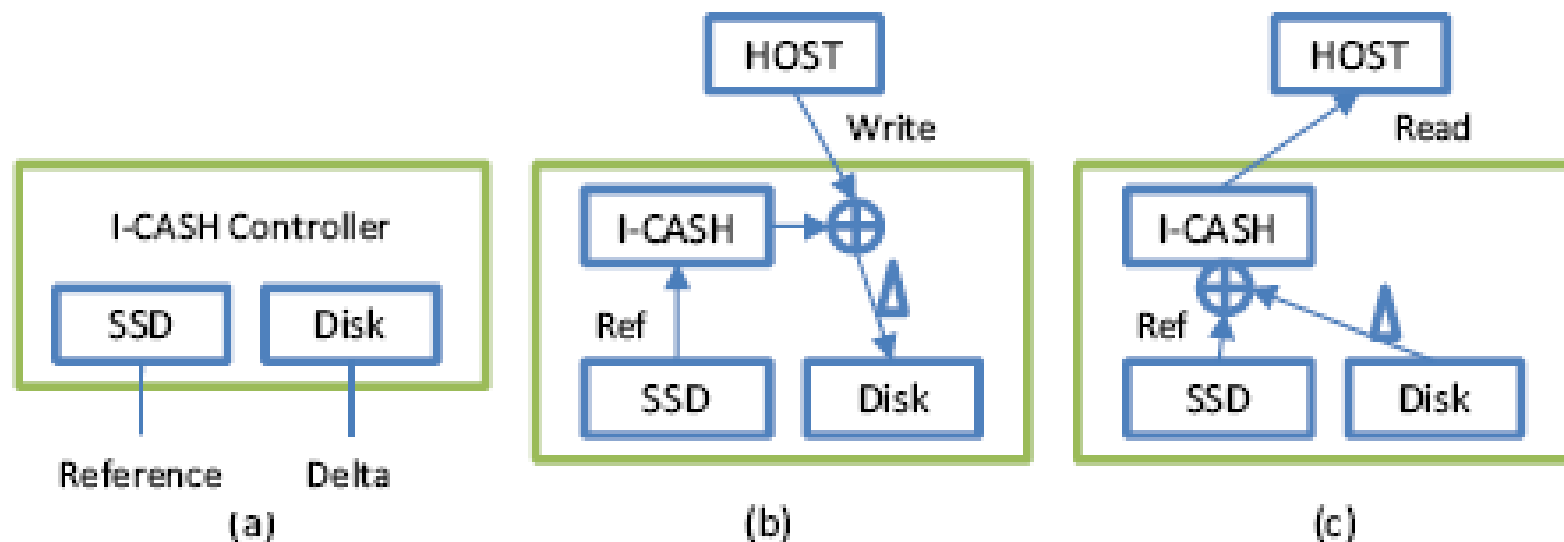 I-CASH Controller
SSD
Disk
Reference
Delta
(a)
HOST
Write
I-CASH
Δ
Ref
SSD
Disk
(b)
HOST
Read
I-CASH
Ref
Δ
SSD
Disk
(c)